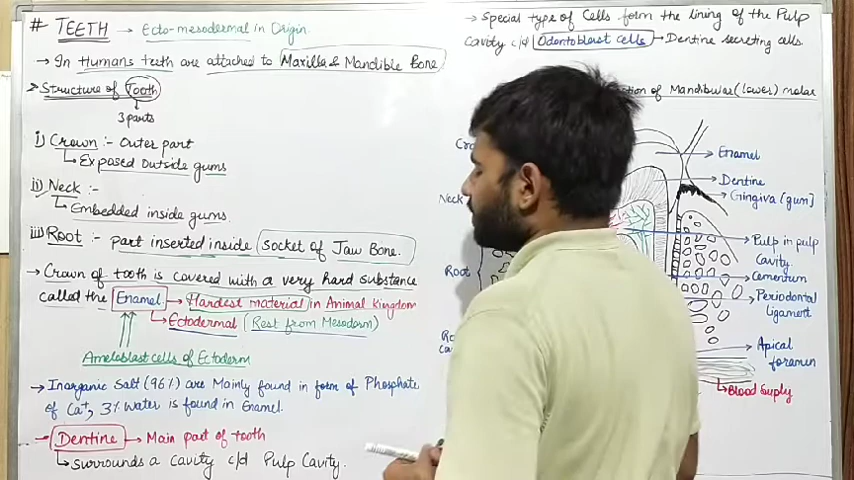 # TEETH → Ecto-mesodermal in Origin.
→ In Humans teeth are attached to Maxilla & Mandible Bone
> Structure of Tooth
3 parts
i) Crown :- Outer part
Exposed outside gums
ii) Neck :-
Embedded inside gums.
iii) Root :- part inserted inside socket of Jaw Bone.
→ Crown of tooth is covered with a very hard substance
called the Enamel → Hardest material in Animal kingdom
Ectodermal (Rest from Mesoderm)
Ameloblast cells of Ectoderm
→ Inorganic Salt (96%) are Mainly found in form of Phosphate
of Ca+, 3% water is found in Enamel.
→ Dentine → Main part of tooth
surrounds a cavity c/d Pulp Cavity.
→ Special type of Cells form the lining of the Pulp
Cavity c/d Odontoblast cells → Dentine secreting cells
of Mandibular (lower) molar
Enamel
Dentine
Gingiva (gum)
Neck
Pulp in pulp
cavity.
Root
Cementum
Periodontal
ligament
Apical
foramen
Blood Supply